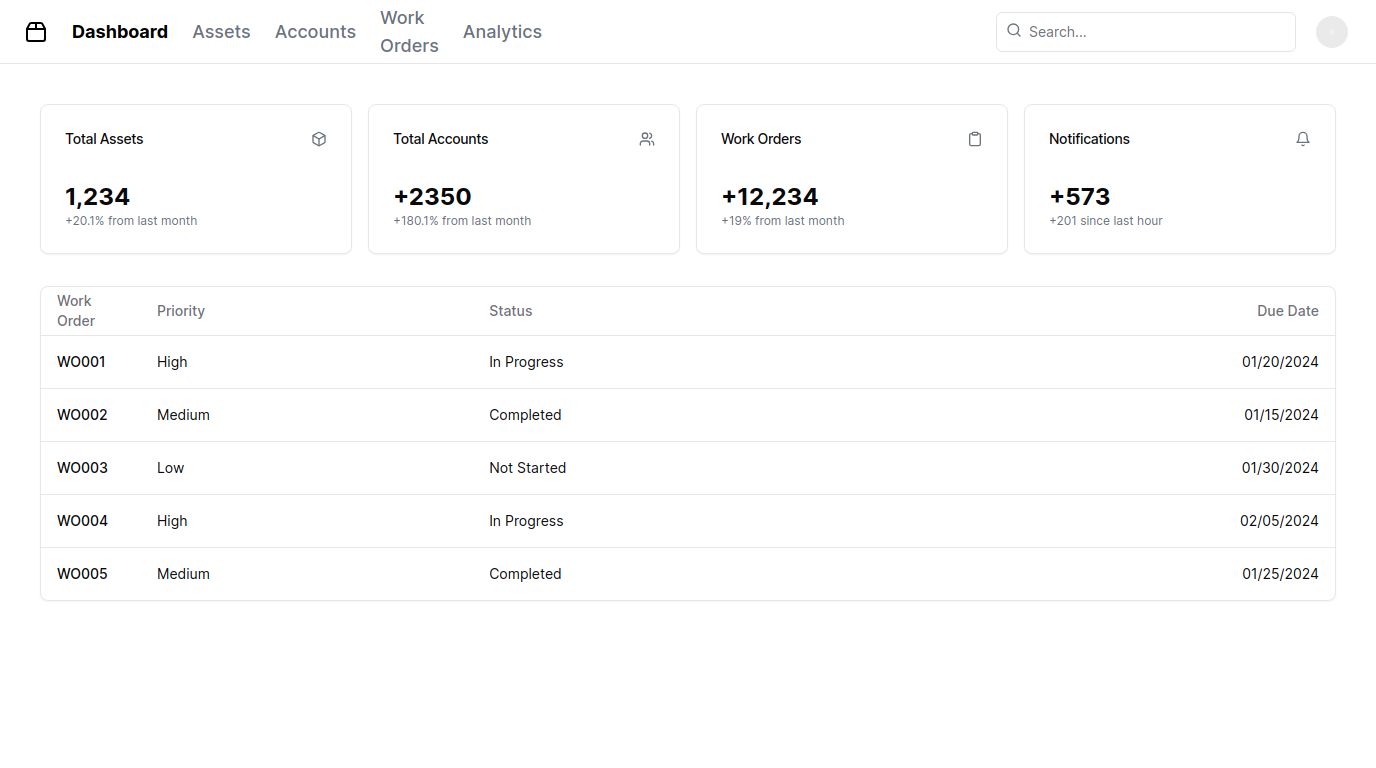 Dashboard Assets Accounts Work Orders Analytics Search...
Total Assets
1,234
+20.1% from last month
Total Accounts
+2350
+180.1% from last month
Work Orders
+12,234
+19% from last month
Notifications
+573
+201 since last hour
Work Order Priority Status Due Date
WO001 High In Progress 01/20/2024
WO002 Medium Completed 01/15/2024
WO003 Low Not Started 01/30/2024
WO004 High In Progress 02/05/2024
WO005 Medium Completed 01/25/2024